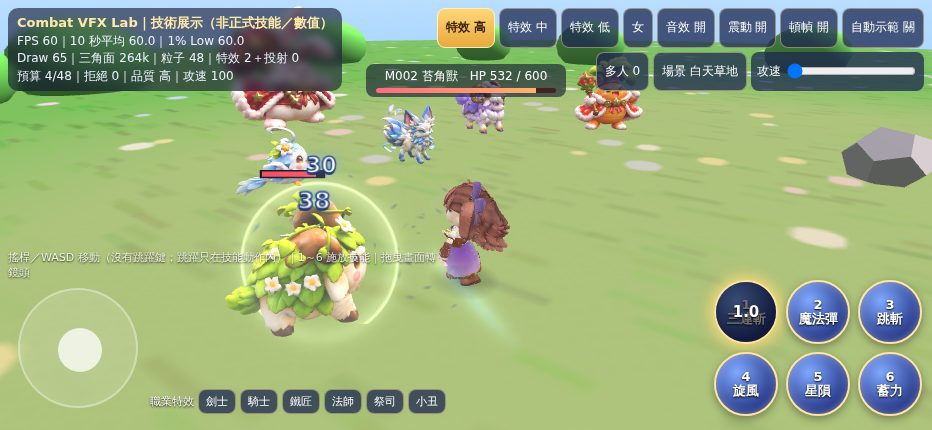 Combat VFX Lab｜技術展示（非正式技能／數值）
FPS 60｜10 秒平均 60.0｜1% Low 60.0
Draw 65｜三角面 264k｜粒子 48｜特效 2＋投射 0
預算 4/48｜拒絕 0｜品質 高｜攻速 100
特效 高
特效 中
特效 低
女
音效 開
震動 開
頓幀 開
自動示範 關
多人 0
場景 白天草地
攻速
M002 苔角獸 HP 532 / 600
30
38
搖桿／WASD 移動（沒有跳躍鍵；跳躍只在技能動作內）｜1～6 施放技能｜拖曳畫面轉
鏡頭
1
三連斬
1.0
2
魔法彈
3
跳斬
4
旋風
5
星隕
6
蓄力
職業特效
劍士
騎士
鐵匠
法師
祭司
小丑